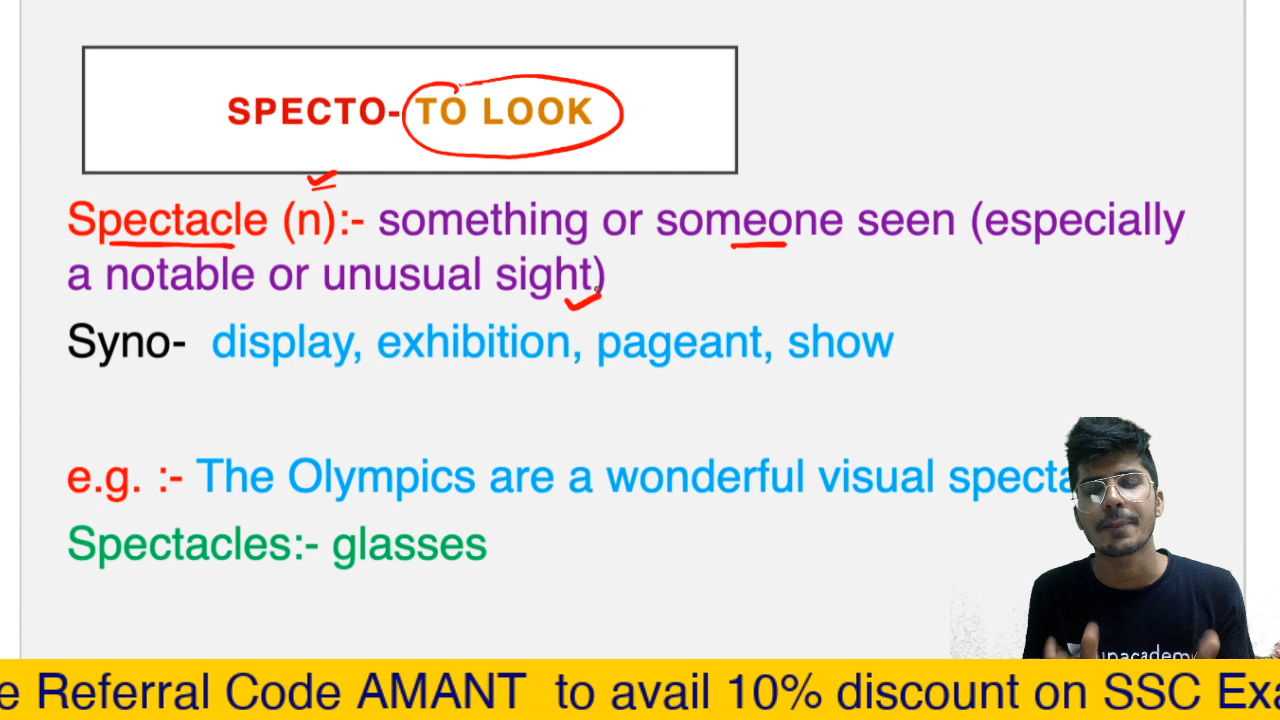 SPECTO- TO LOOK
Spectacle (n):- something or someone seen (especially
a notable or unusual sight)
Syno- display, exhibition, pageant, show
e.g. :- The Olympics are a wonderful visual specta
Spectacles:- glasses
unacademy
e Referral Code AMANT to avail 10% discount on SSC Exa